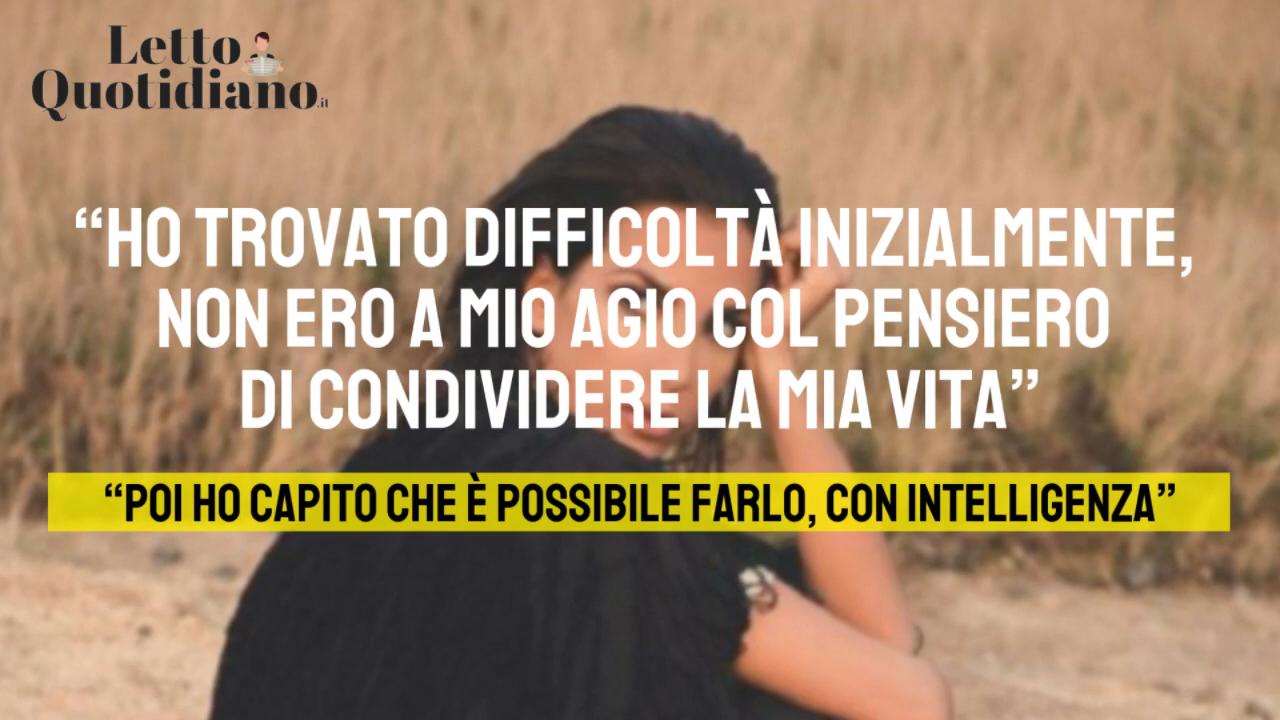 Letto
Quotidiano.it
“HO TROVATO DIFFICOLTÀ INIZIALMENTE,
NON ERO A MIO AGIO COL PENSIERO
DI CONDIVIDERE LA MIA VITA”
“POI HO CAPITO CHE È POSSIBILE FARLO, CON INTELLIGENZA”